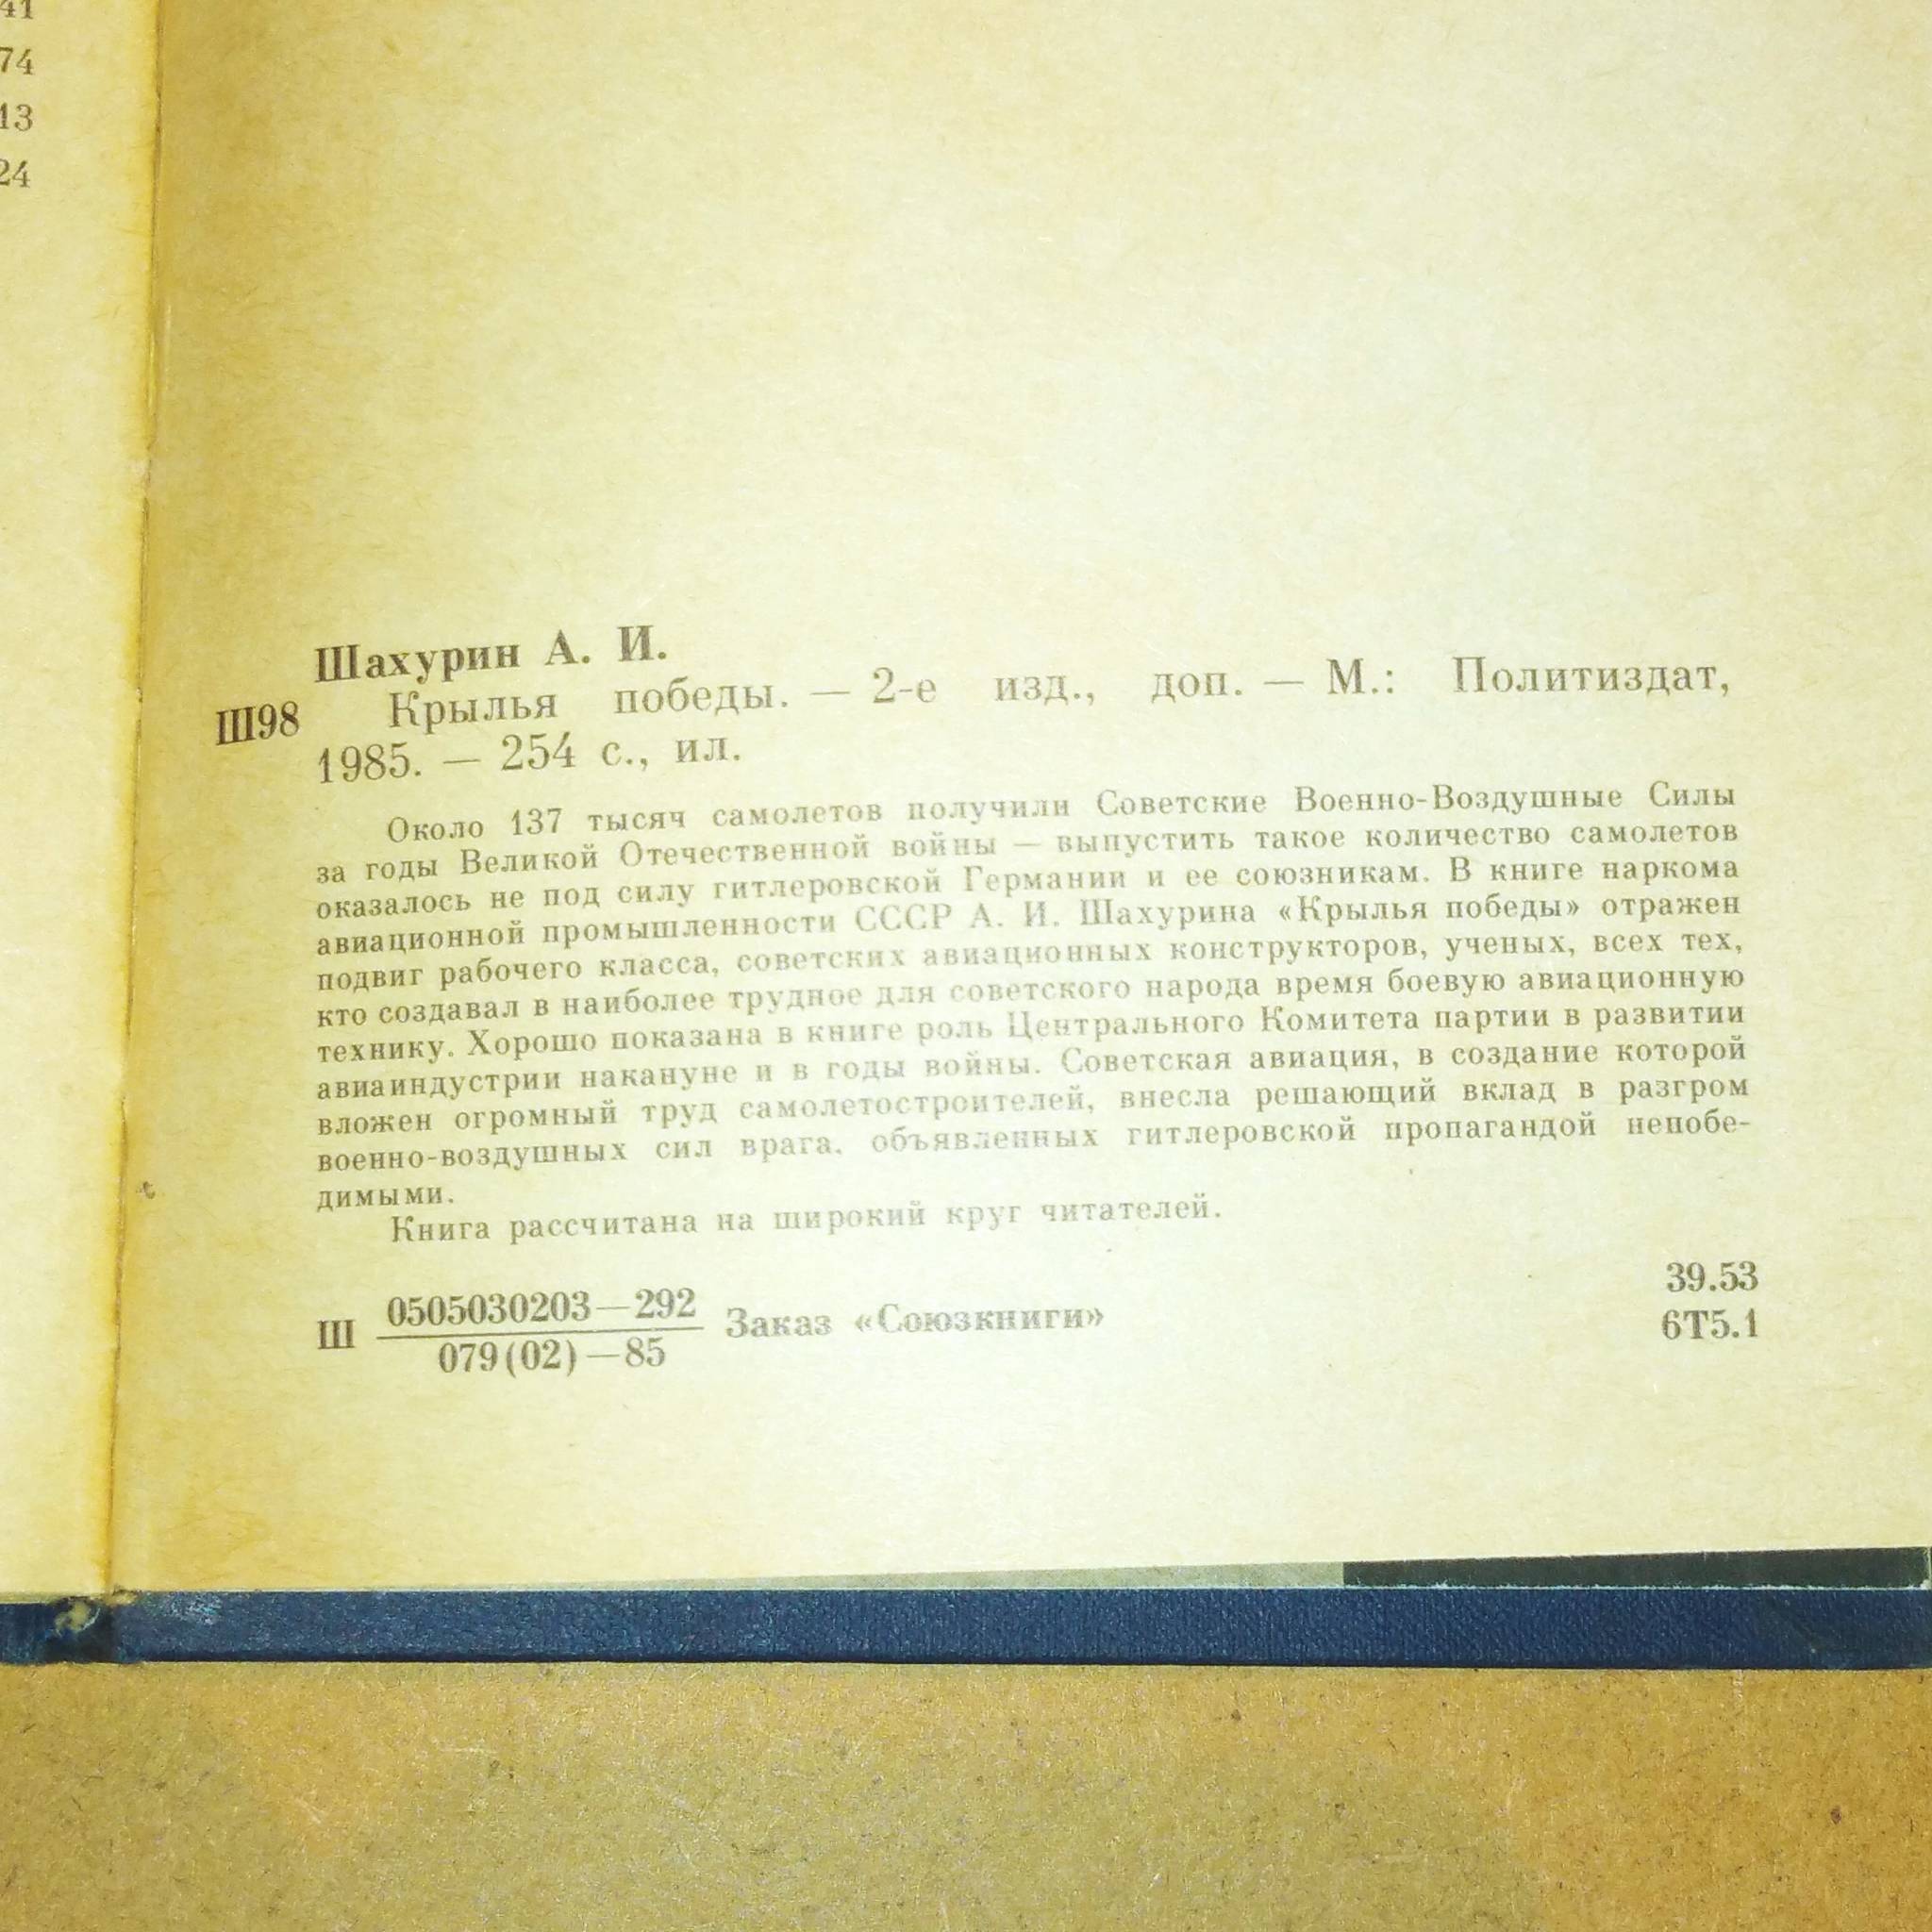 41
74
13
24
Шахурин А. И.
Ш98 Крылья победы. — 2-е изд., доп. — М.: Политиздат,
1985. — 254 с., ил.
Около 137 тысяч самолетов получили Советские Военно-Воздушные Силы
за годы Великой Отечественной войны — выпустить такое количество самолетов
оказалось не под силу гитлеровской Германии и ее союзникам. В книге наркома
авиационной промышленности СССР А. И. Шахурина «Крылья победы» отражен
подвиг рабочего класса, советских авиационных конструкторов, ученых, всех тех,
кто создавал в наиболее трудное для советского народа время боевую авиационную
технику. Хорошо показана в книге роль Центрального Комитета партии в развитии
авиаиндустрии накануне и в годы войны. Советская авиация, в создание которой
вложен огромный труд самолетостроителей, внесла решающий вклад в разгром
военно-воздушных сил врага, объявленных гитлеровской пропагандой непобе-
димыми.
Книга рассчитана на широкий круг читателей.
Ш 0505030203—292 Заказ «Союзкниги»
079(02)—85
39.53
6Т5.1